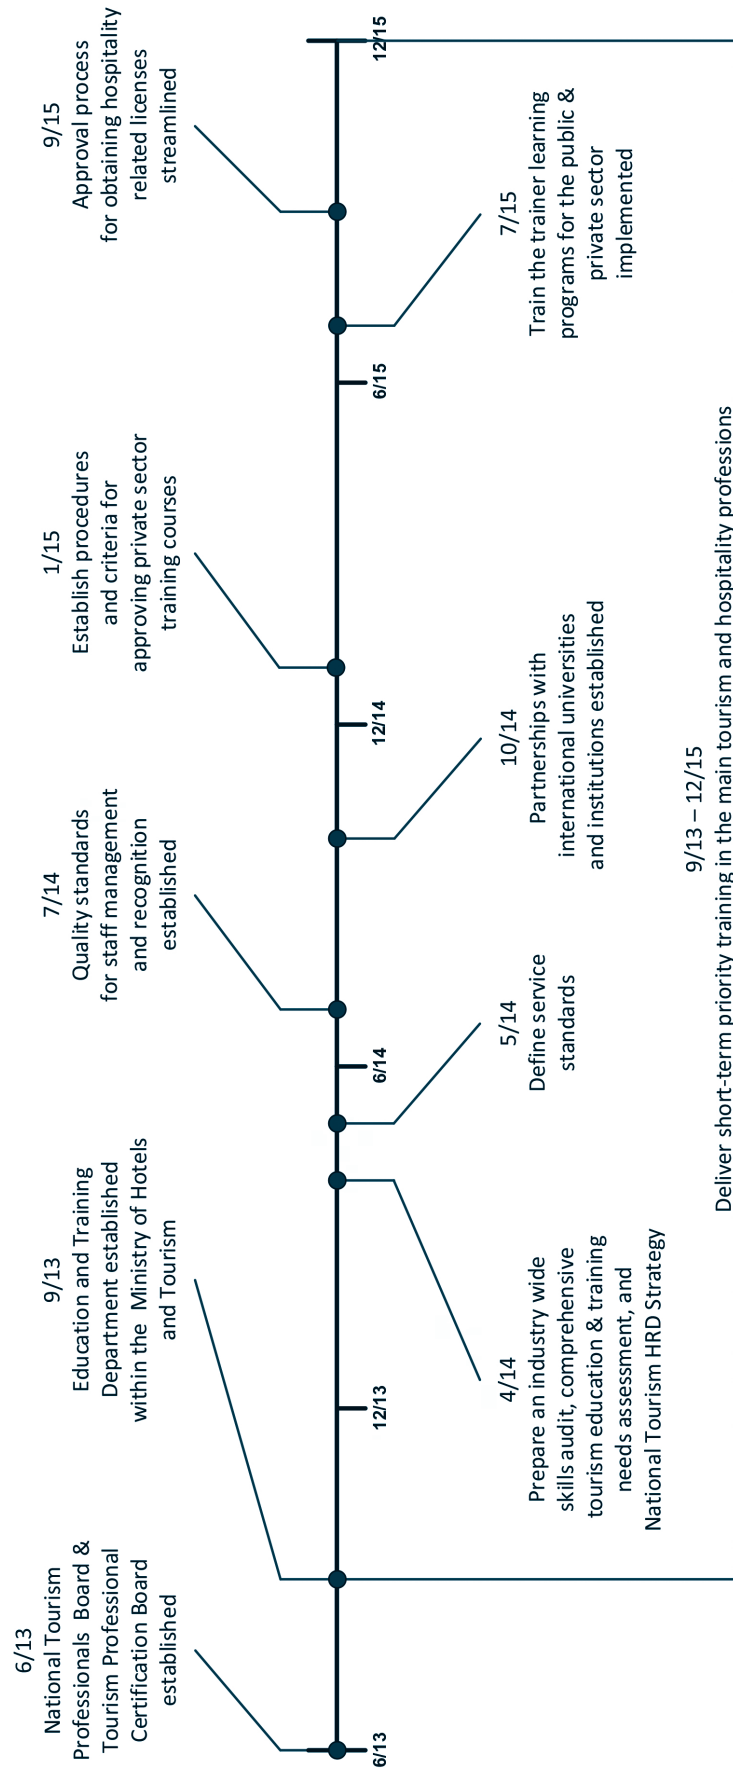 6/13
National Tourism
Professionals Board &
Tourism Professional
Certification Board
established
9/13
Education and Training
Department established
within the Ministry of Hotels
and Tourism
7/14
Quality standards
for staff management
and recognition
established
1/15
Establish procedures
and criteria for
approving private sector
training courses
9/15
Approval process
for obtaining hospitality
related licenses
streamlined
6/13
12/13
6/14
12/14
6/15
12/15
4/14
Prepare an industry wide
skills audit, comprehensive
tourism education & training
needs assessment, and
National Tourism HRD Strategy
5/14
Define service
standards
10/14
Partnerships with
international universities
and institutions established
7/15
Train the trainer learning
programs for the public &
private sector
implemented
9/13 – 12/15
Deliver short-term priority training in the main tourism and hospitality professions